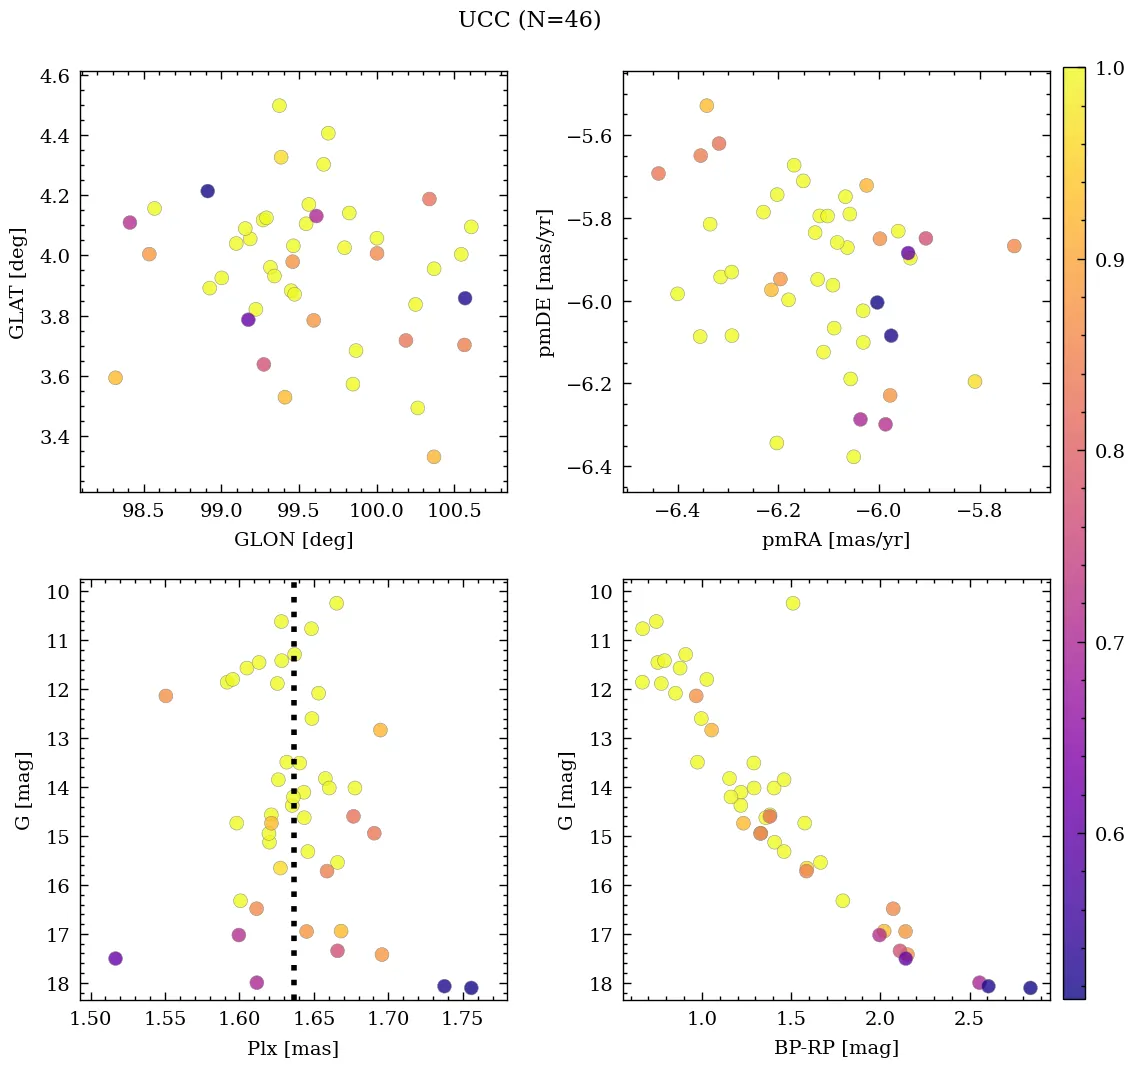 UCC (N=46)
4.6
4.4
4.2
4.0
3.8
3.6
3.4
GLAT [deg]
98.5 99.0 99.5 100.0 100.5
GLON [deg]
−5.6
−5.8
−6.0
−6.2
−6.4
pmDE [mas/yr]
−6.4 −6.2 −6.0 −5.8
pmRA [mas/yr]
1.0
0.9
0.8
0.7
0.6
10
11
12
13
14
15
16
17
18
G [mag]
1.50 1.55 1.60 1.65 1.70 1.75
Plx [mas]
10
11
12
13
14
15
16
17
18
G [mag]
1.0 1.5 2.0 2.5
BP-RP [mag]